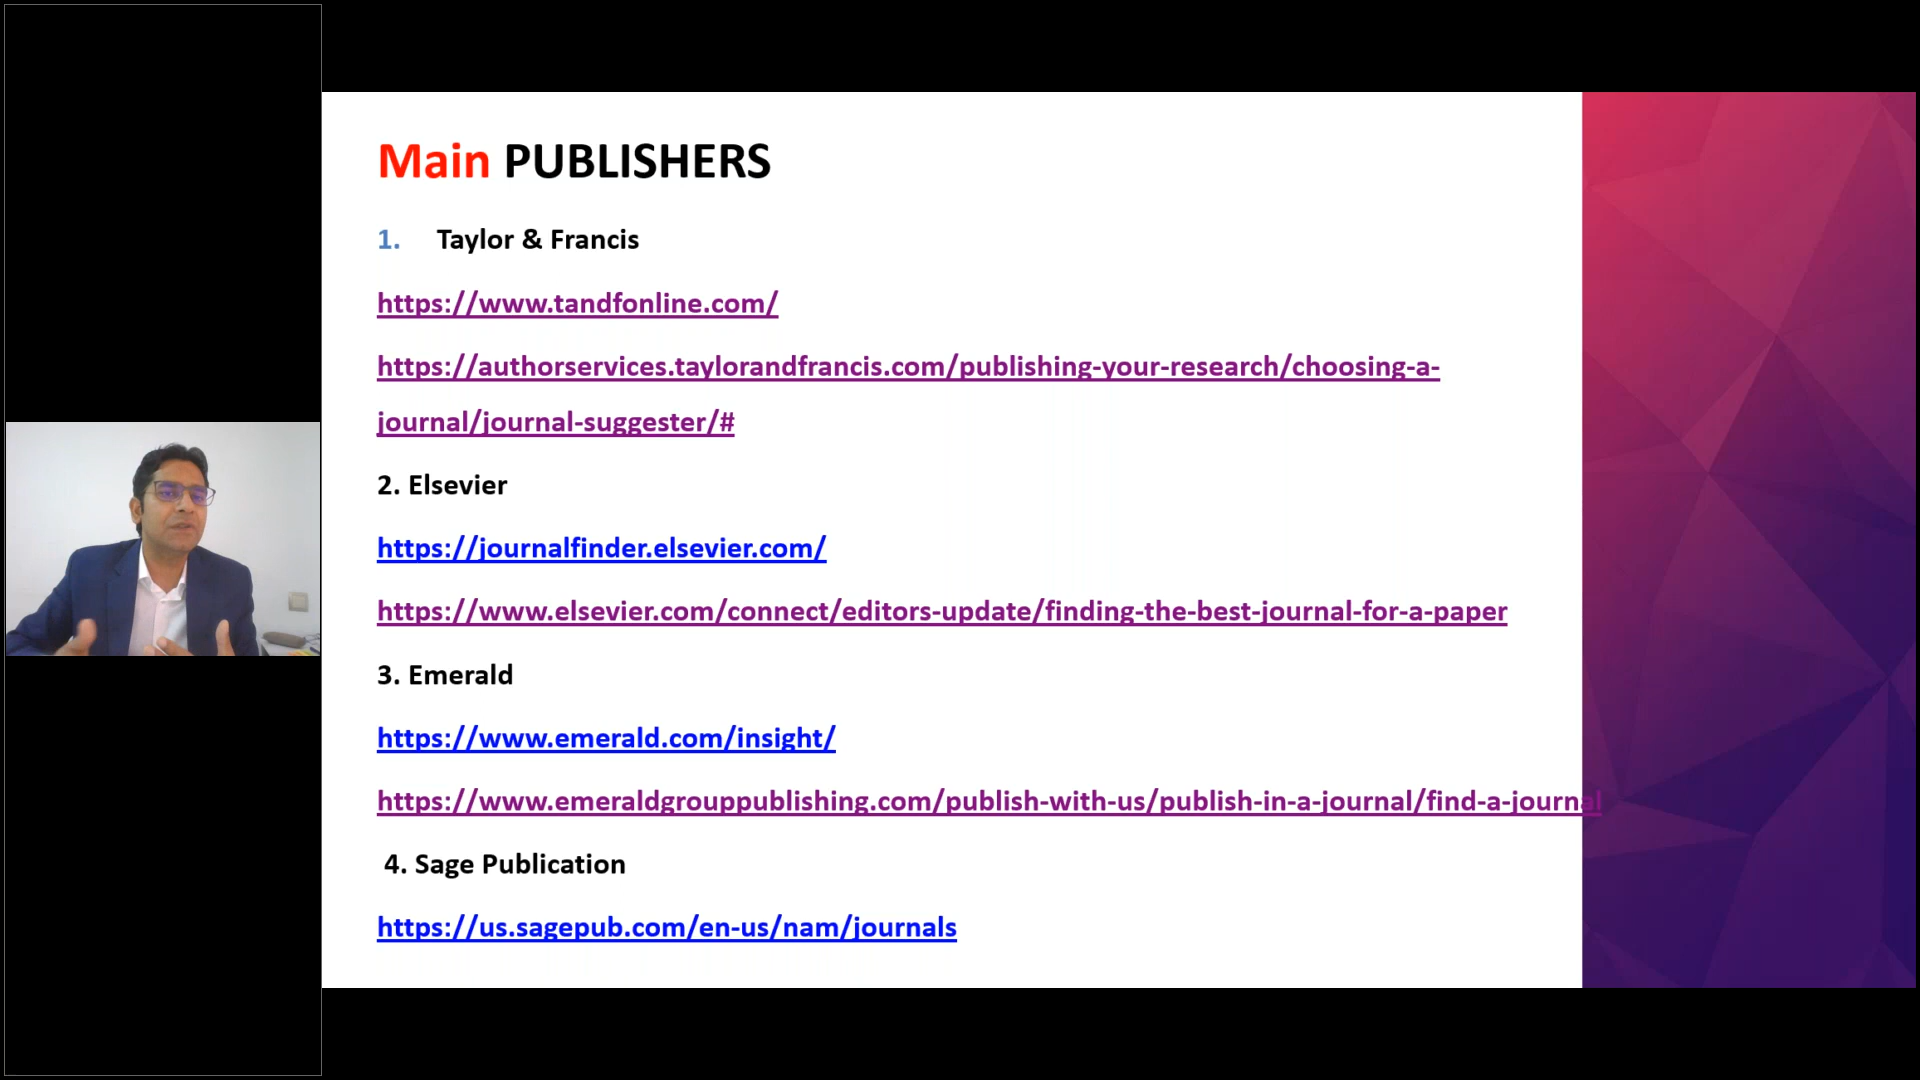 Main PUBLISHERS
1. Taylor & Francis
https://www.tandfonline.com/
https://authorservices.taylorandfrancis.com/publishing-your-research/choosing-a-
journal/journal-suggester/#
2. Elsevier
https://journalfinder.elsevier.com/
https://www.elsevier.com/connect/editors-update/finding-the-best-journal-for-a-paper
3. Emerald
https://www.emerald.com/insight/
https://www.emeraldgrouppublishing.com/publish-with-us/publish-in-a-journal/find-a-journal
4. Sage Publication
https://us.sagepub.com/en-us/nam/journals